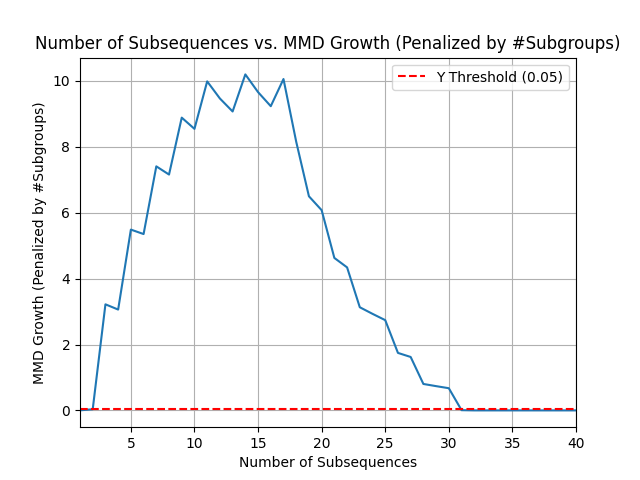 Number of Subsequences vs. MMD Growth (Penalized by #Subgroups)
MMD Growth (Penalized by #Subgroups)
10
8
6
4
2
0
Y Threshold (0.05)
5 10 15 20 25 30 35 40
Number of Subsequences